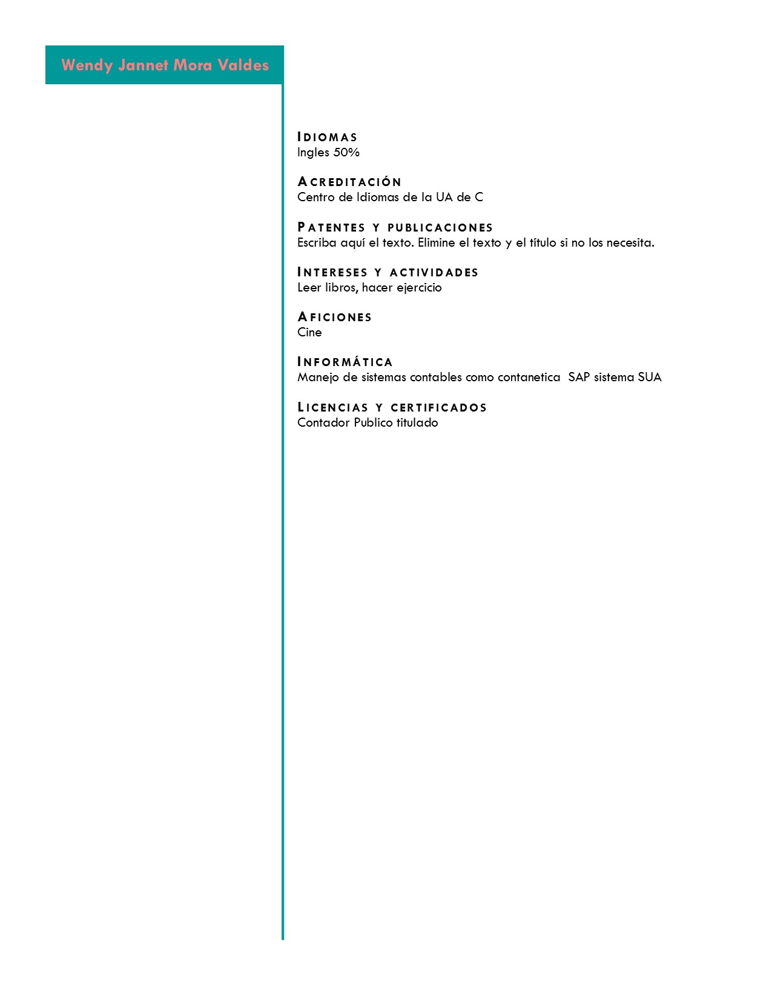 Wendy Jannet Mora Valdes
IDIOMAS
Ingles 50%
ACREDITACIÓN
Centro de Idiomas de la UA de C
PATENTES Y PUBLICACIONES
Escriba aquí el texto. Elimine el texto y el título si no los necesita.
INTERESES Y ACTIVIDADES
Leer libros, hacer ejercicio
AFICIONES
Cine
INFORMÁTICA
Manejo de sistemas contables como contanetica  SAP sistema SUA
LICENCIAS Y CERTIFICADOS
Contador Publico titulado